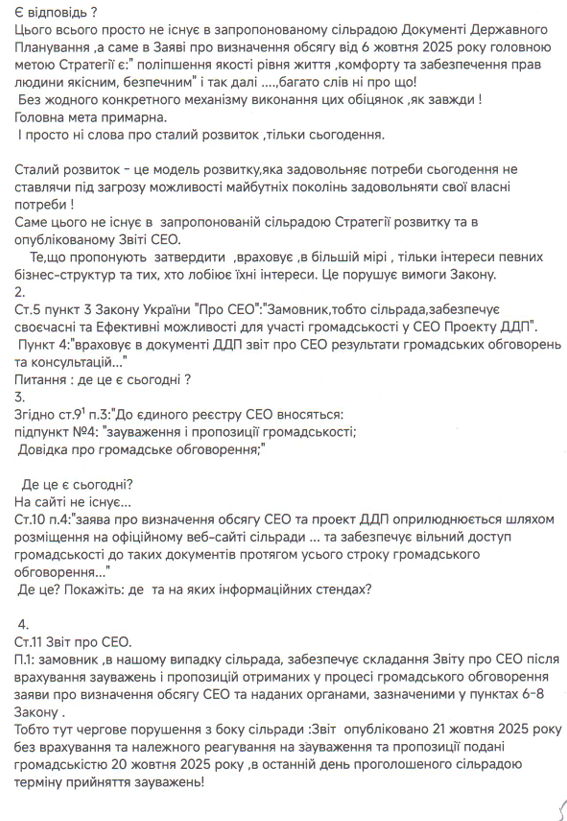 Є відповідь ?
Цього всього просто не існує в запропонованому сільрадою Документі Державного
Планування ,а саме в Заяві про визначення обсягу від 6 жовтня 2025 року головною
метою Стратегії є:" поліпшення якості рівня життя ,комфорту та забезпечення прав
людини якісним, безпечним" і так далі ....,багато слів ні про що!
Без жодного конкретного механізму виконання цих обіцянок ,як завжди !
Головна мета примарна.
І просто ні слова про сталий розвиток ,тільки сьогодення.
Сталий розвиток - це модель розвитку,яка задовольняє потреби сьогодення не
ставлячи під загрозу можливості майбутніх поколінь задовольняти свої власні
потреби !
Саме цього не існує в запропонованій сільрадою Стратегії розвитку та в
опублікованому Звіті СЕО.
Те,що пропонують затвердити ,враховує ,в більшій мірі , тільки інтереси певних
бізнес-структур та тих, хто лобіює їхні інтереси. Це порушує вимоги Закону.
2.
Ст.5 пункт 3 Закону України "Про СЕО":"Замовник,тобто сільрада,забезпечує
своєчасні та Ефективні можливості для участі громадськості у СЕО Проекту ДДП".
Пункт 4:"враховує в документі ДДП звіт про СЕО результати громадських обговорень
та консультацій..."
Питання : де це є сьогодні ?
3.
Згідно ст.9¹ п.3:"До єдиного реєстру СЕО вносяться:
підпункт №4: "зауваження і пропозиції громадськості;
Довідка про громадське обговорення;"
Де це є сьогодні?
На сайті не існує...
Ст.10 п.4:"заява про визначення обсягу СЕО та проект ДДП оприлюднюється шляхом
розміщення на офіційному веб-сайті сільради ... та забезпечує вільний доступ
громадськості до таких документів протягом усього строку громадського
обговорення..."
Де це? Покажіть: де та на яких інформаційних стендах?
4.
Ст.11 Звіт про СЕО.
П.1: замовник ,в нашому випадку сільрада, забезпечує складання Звіту про СЕО після
врахування зауважень і пропозицій отриманих у процесі громадського обговорення
заяви про визначення обсягу СЕО та наданих органами, зазначеними у пунктах 6-8
Закону .
Тобто тут чергове порушення з боку сільради :Звіт опубліковано 21 жовтня 2025 року
без врахування та належного реагування на зауваження та пропозиції подані
громадськістю 20 жовтня 2025 року ,в останній день проголошеного сільрадою
терміну прийняття зауважень!